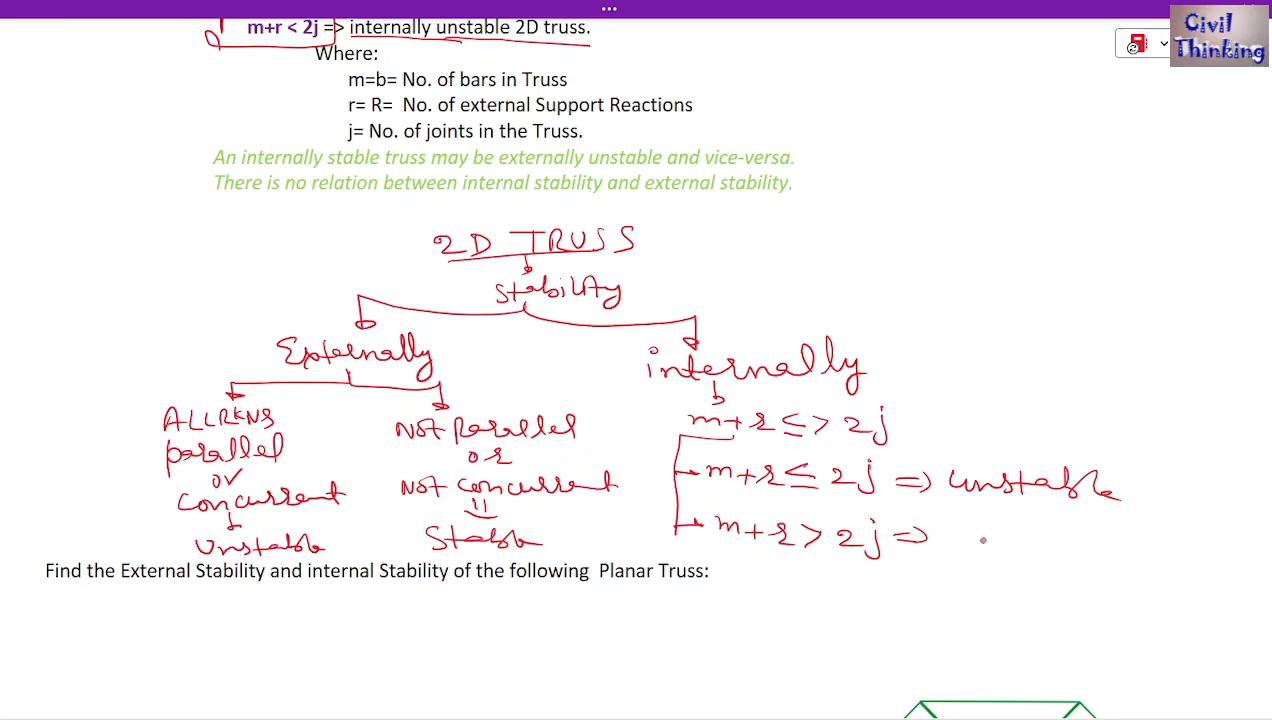 •••
Civil
Thinking
m+r < 2j => internally unstable 2D truss.
Where:
m=b= No. of bars in Truss
r= R= No. of external Support Reactions
j= No. of joints in the Truss.
An internally stable truss may be externally unstable and vice-versa.
There is no relation between internal stability and external stability.
2D TRUSS
Stability
Externally
internally
ALL RXNS
parallel
or
concurrent
Unstable
NOT parallel
or
NOT concurrent
Stable
m+r ≤ > 2j
m+r ≤ 2j => unstable
m+r > 2j =>
Find the External Stability and internal Stability of the following Planar Truss: